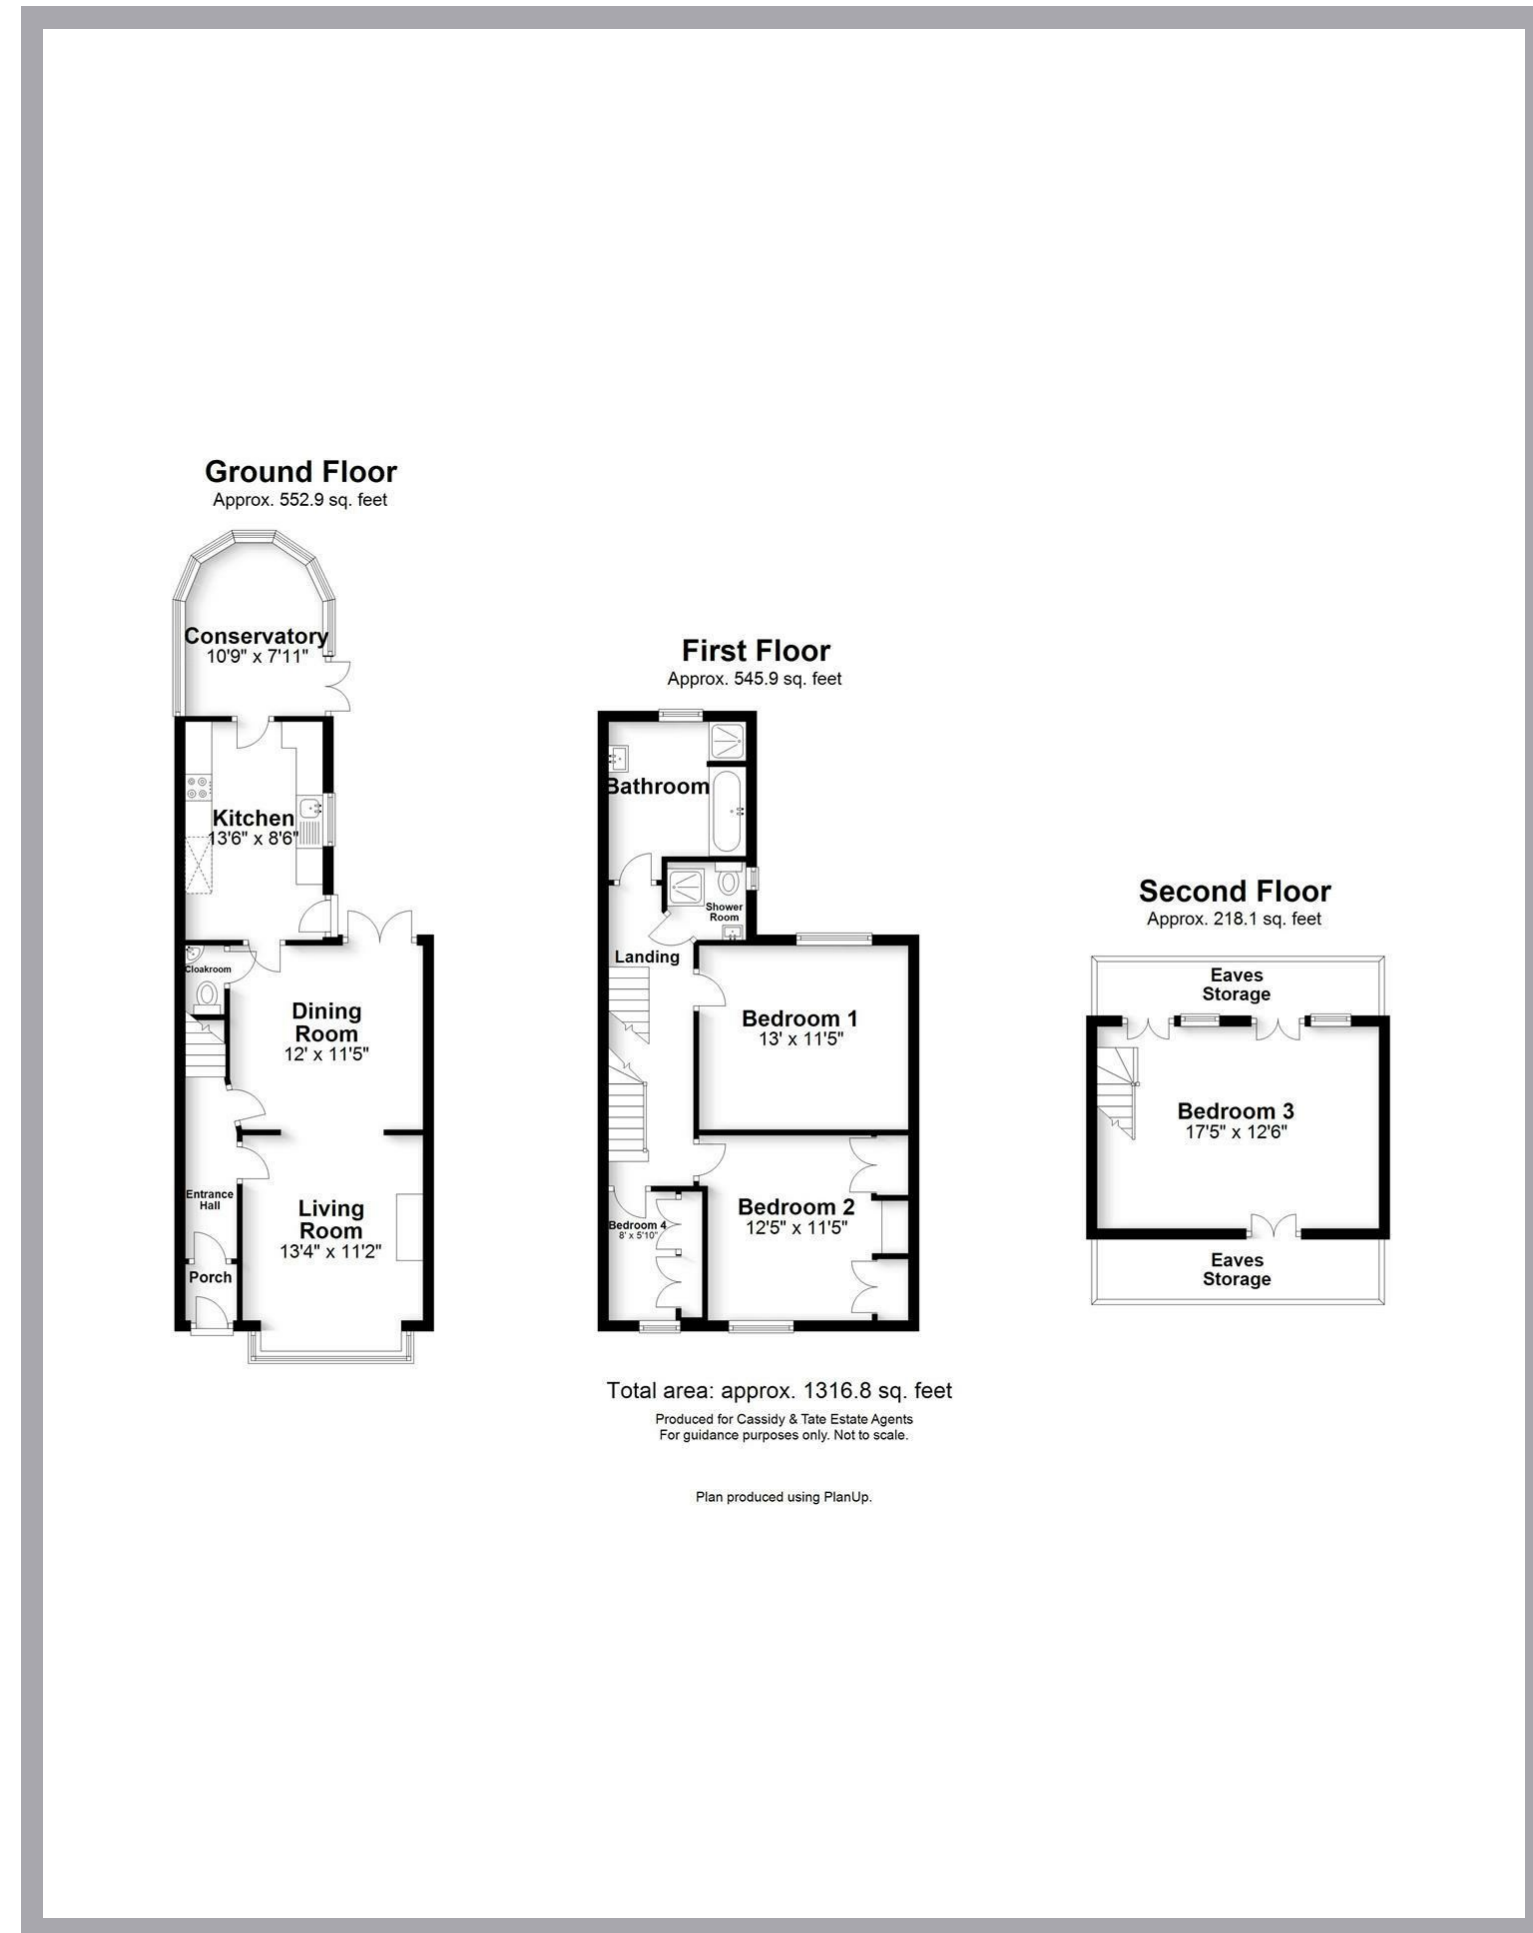 Ground Floor
Approx. 552.9 sq. feet
Conservatory
10'9" x 7'11"
Kitchen
13'6" x 8'6"
Cloakroom
Dining
Room
12' x 11'5"
Entrance
Hall
Living
Room
13'4" x 11'2"
Porch
First Floor
Approx. 545.9 sq. feet
Bathroom
Shower
Room
Landing
Bedroom 1
13' x 11'5"
Bedroom 2
12'5" x 11'5"
Bedroom 4
8' x 5'10"
Second Floor
Approx. 218.1 sq. feet
Eaves
Storage
Bedroom 3
17'5" x 12'6"
Eaves
Storage
Total area: approx. 1316.8 sq. feet
Produced for Cassidy & Tate Estate Agents
For guidance purposes only. Not to scale.
Plan produced using PlanUp.